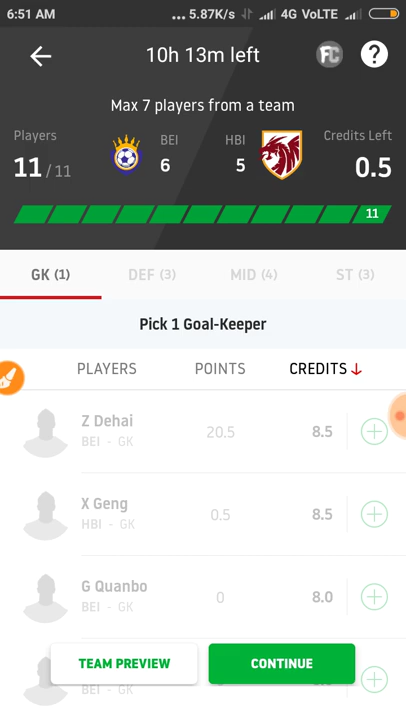 6:51 AM ... 5.87K/s 4G VoLTE
10h 13m left FC ?
Max 7 players from a team
Players BEI HBI Credits Left
11 / 11 6 5 0.5
11
GK (1) DEF (3) MID (4) ST (3)
Pick 1 Goal-Keeper
PLAYERS POINTS CREDITS ↓
Z Dehai
BEI - GK 20.5 8.5
X Geng
HBI - GK 0.5 8.5
G Quanbo
BEI - GK 0 8.0
TEAM PREVIEW CONTINUE
BEI - GK